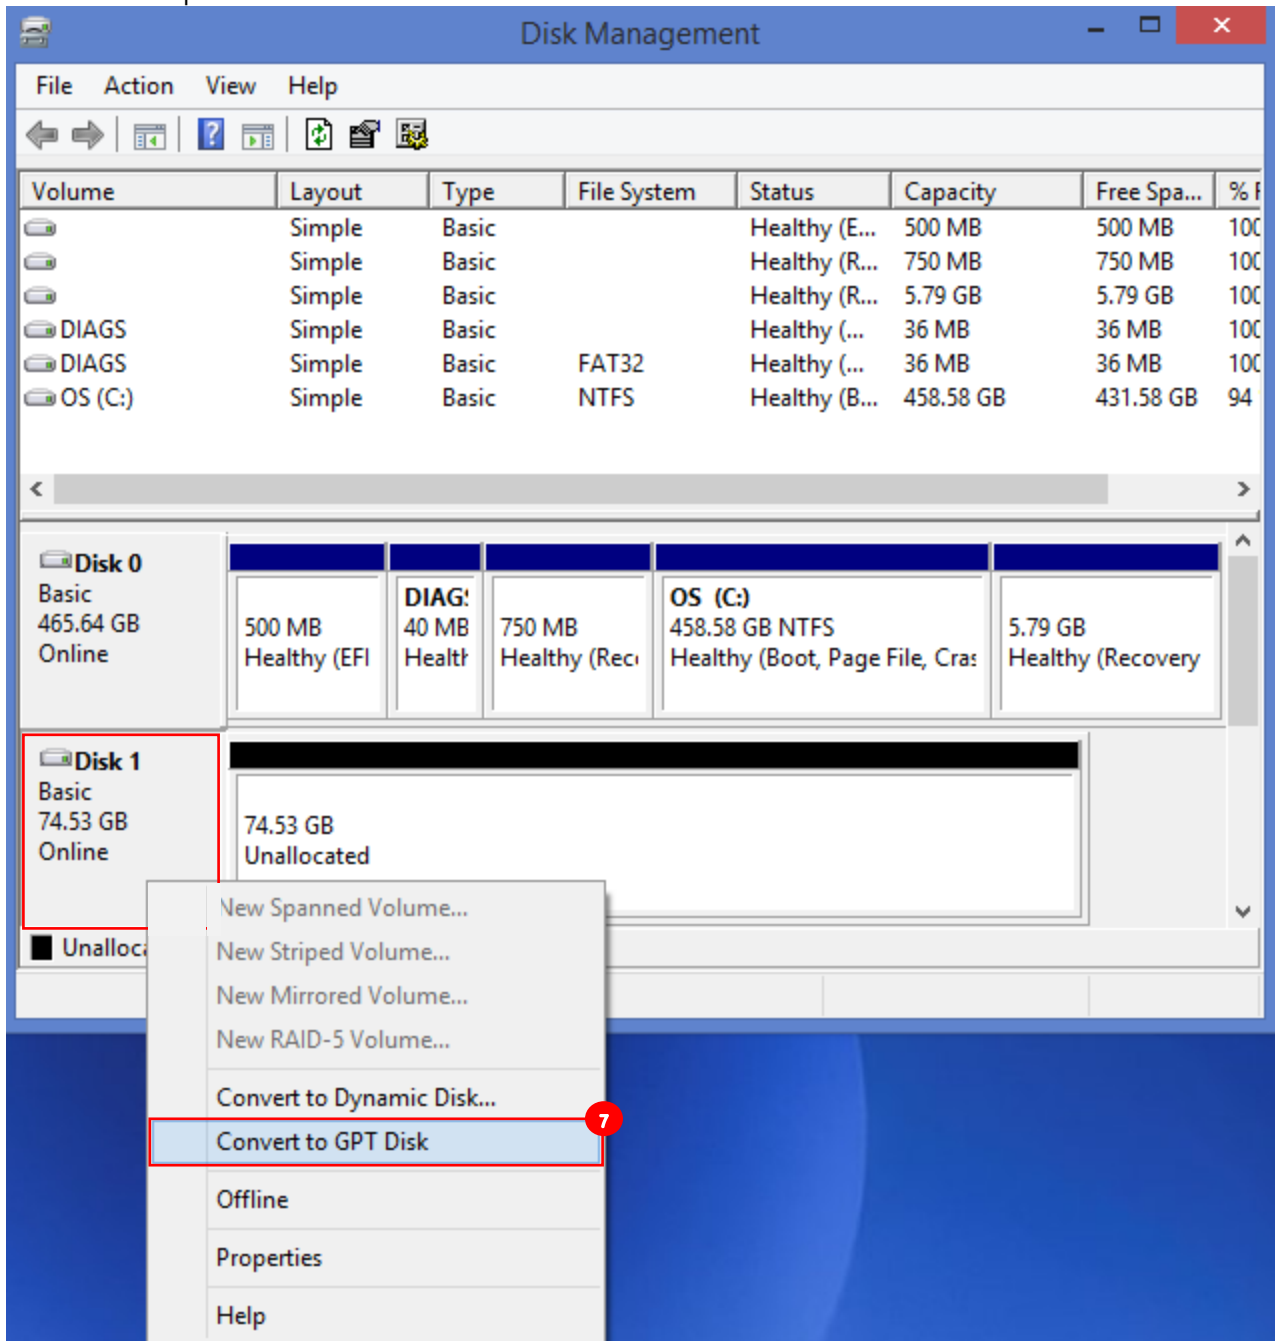 Disk Management
File Action View Help
Volume Layout Type File System Status Capacity Free Spa... %
Simple Basic Healthy (E... 500 MB 500 MB 100
Simple Basic Healthy (R... 750 MB 750 MB 100
Simple Basic Healthy (R... 5.79 GB 5.79 GB 100
DIAGS Simple Basic Healthy (... 36 MB 36 MB 100
DIAGS Simple Basic FAT32 Healthy (... 36 MB 36 MB 100
OS (C:) Simple Basic NTFS Healthy (B... 458.58 GB 431.58 GB 94
Disk 0
Basic
465.64 GB
Online
500 MB
Healthy (EFI
DIAGS
40 MB
Healtl
750 MB
Healthy (Reco
OS (C:)
458.58 GB NTFS
Healthy (Boot, Page File, Cras
5.79 GB
Healthy (Recovery
Disk 1
Basic
74.53 GB
Online
74.53 GB
Unallocated
Unalloca
New Spanned Volume...
New Striped Volume...
New Mirrored Volume...
New RAID-5 Volume...
Convert to Dynamic Disk...
7
Convert to GPT Disk
Offline
Properties
Help